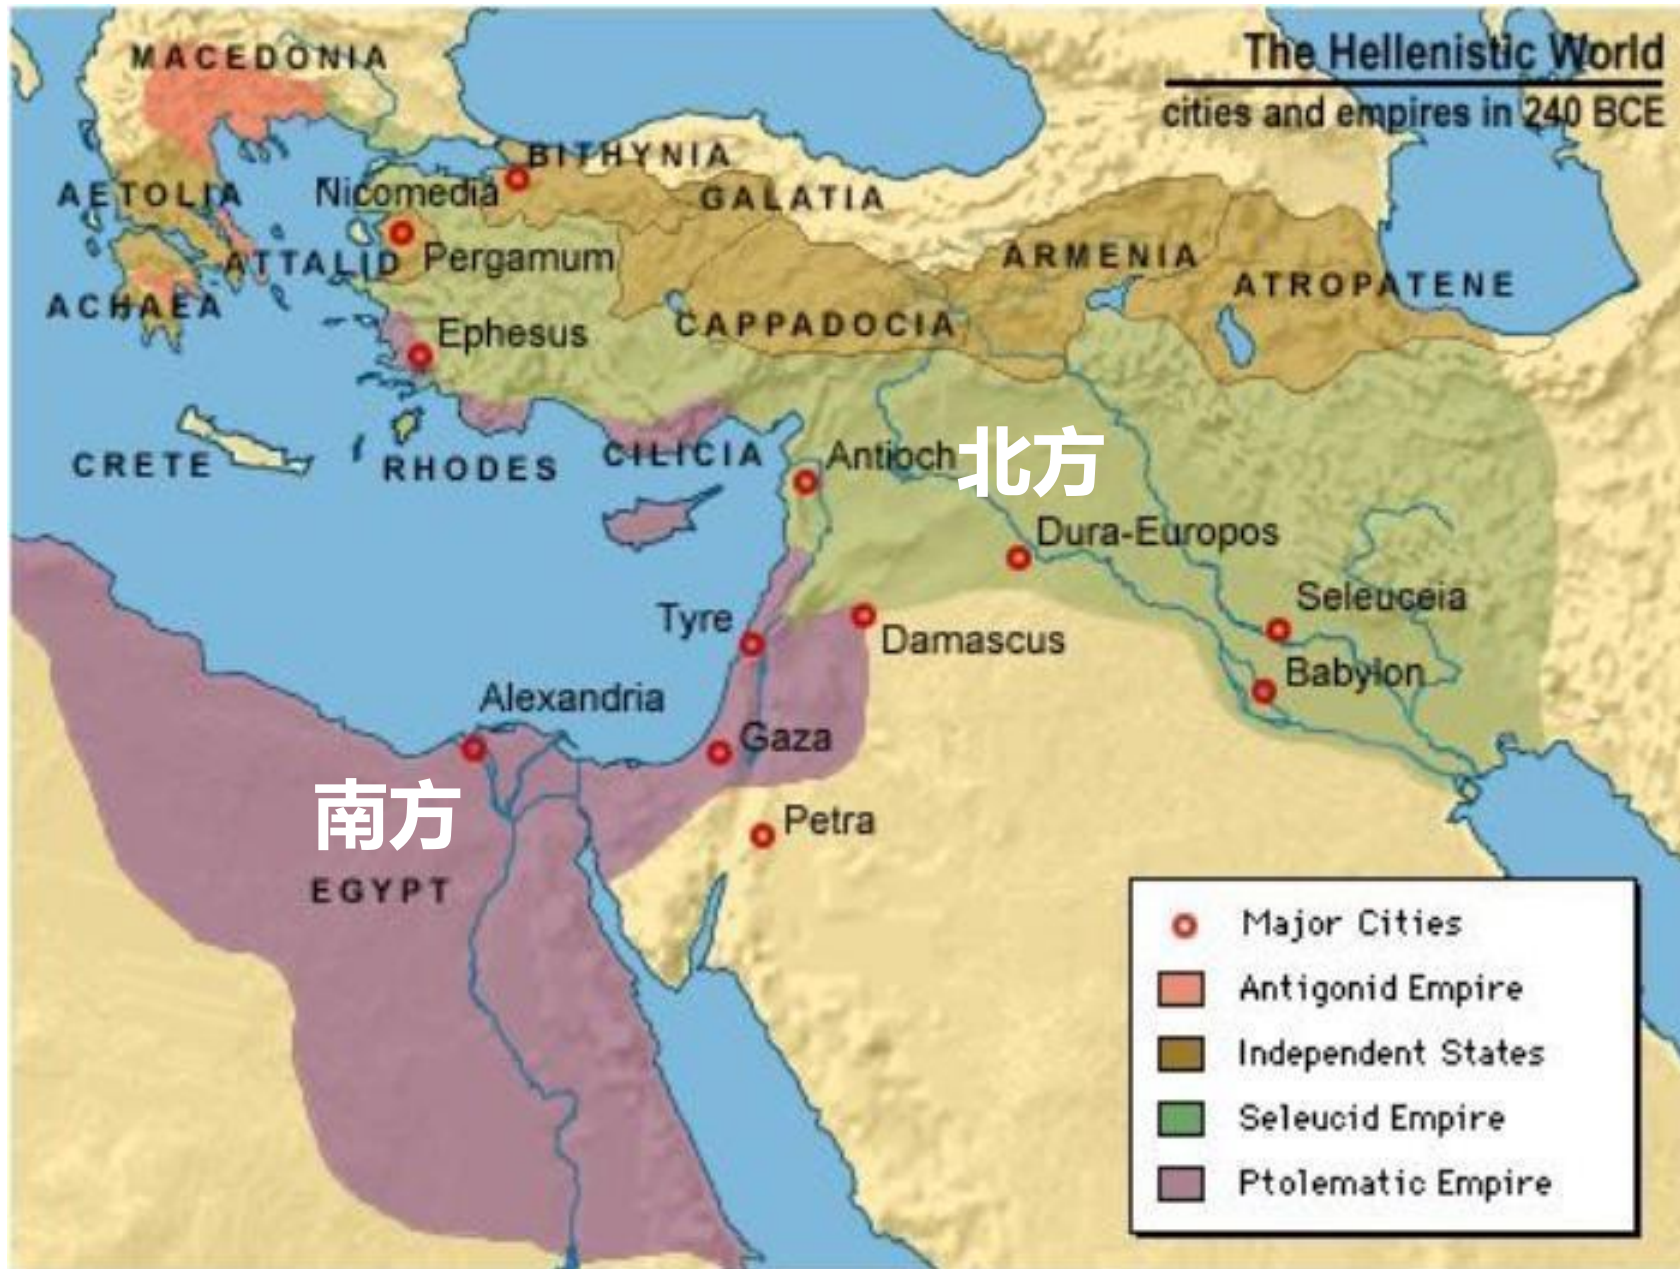 The Hellenistic World
cities and empires in 240 BCE
MACEDONIA
BITHYNIA
AETOLIA
Nicomedia
GALATIA
ATTALID
Pergamum
ARMENIA
ATROPATENE
ACHAEA
Ephesus
CAPPADOCIA
CRETE
RHODES
CILICIA
Antioch
北方
Dura-Europos
Seleuceia
Tyre
Damascus
Babylon
Alexandria
Gaza
南方
Petra
EGYPT
Major Cities
Antigonid Empire
Independent States
Seleucid Empire
Ptolematic Empire